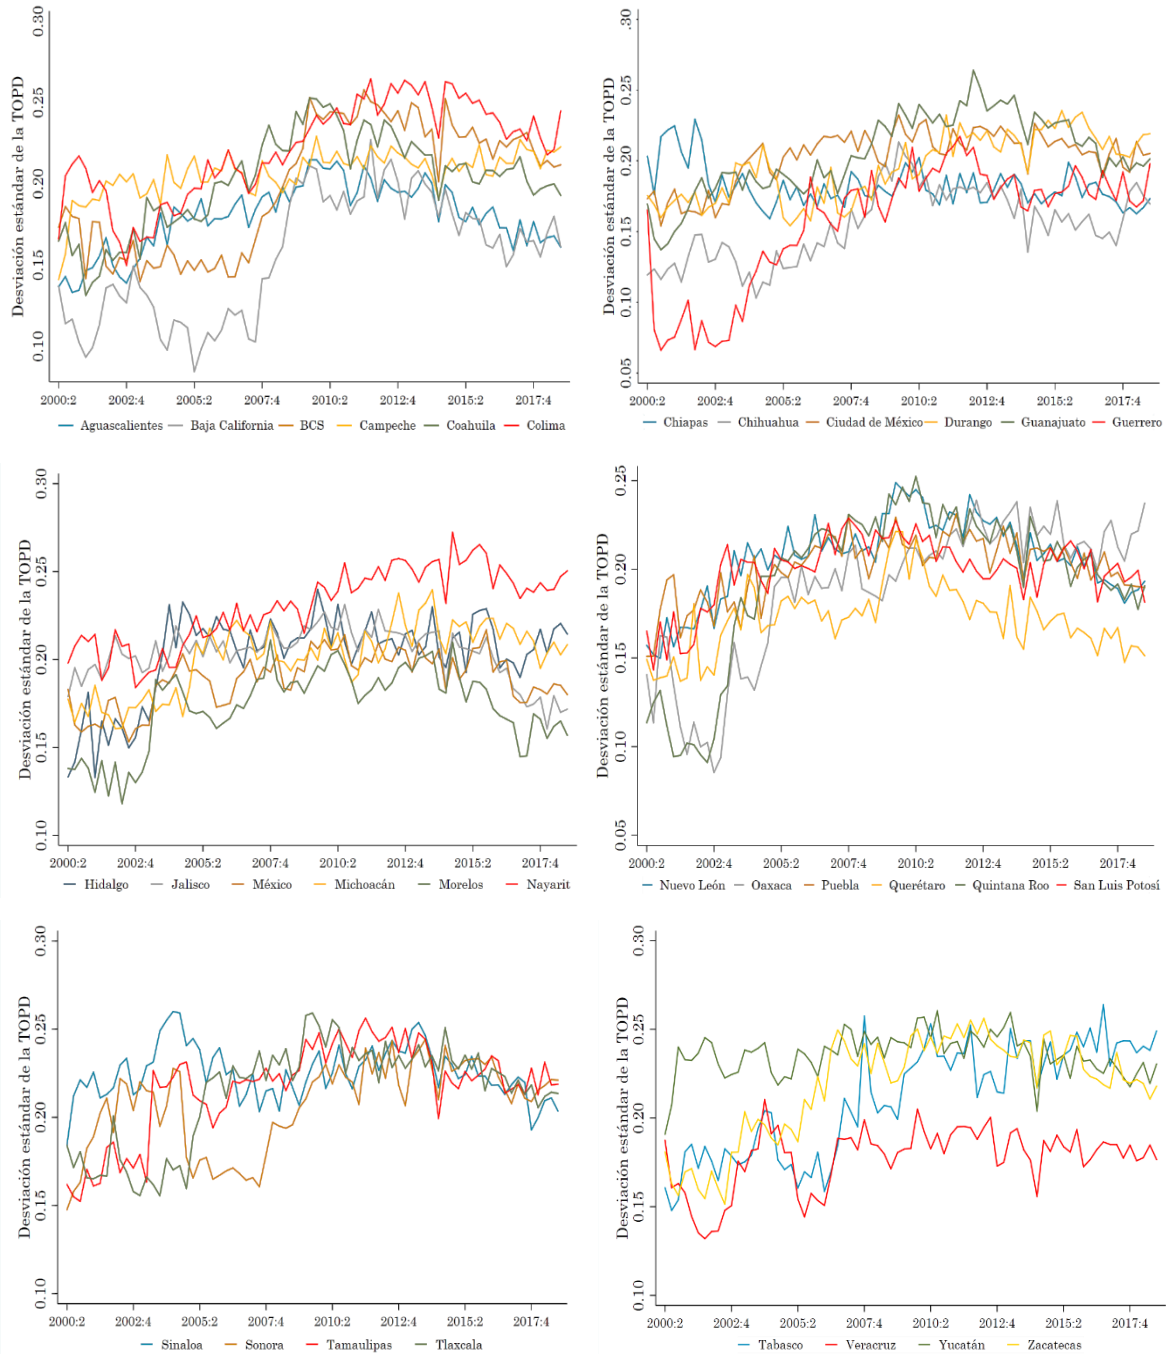 Desviación estándar de la TOPD
0.30
0.25
0.20
0.15
0.10
2000:2 2002:4 2005:2 2007:4 2010:2 2012:4 2015:2 2017:4
Aguascalientes Baja California BCS Campeche Coahuila Colima
Desviación estándar de la TOPD
0.30
0.25
0.20
0.15
0.10
0.05
2000:2 2002:4 2005:2 2007:4 2010:2 2012:4 2015:2 2017:4
Chiapas Chihuahua Ciudad de México Durango Guanajuato Guerrero
Desviación estándar de la TOPD
0.30
0.25
0.20
0.15
0.10
2000:2 2002:4 2005:2 2007:4 2010:2 2012:4 2015:2 2017:4
Hidalgo Jalisco México Michoacán Morelos Nayarit
Desviación estándar de la TOPD
0.25
0.20
0.15
0.10
0.05
2000:2 2002:4 2005:2 2007:4 2010:2 2012:4 2015:2 2017:4
Nuevo León Oaxaca Puebla Querétaro Quintana Roo San Luis Potosí
Desviación estándar de la TOPD
0.30
0.25
0.20
0.15
0.10
2000:2 2002:4 2005:2 2007:4 2010:2 2012:4 2015:2 2017:4
Sinaloa Sonora Tamaulipas Tlaxcala
Desviación estándar de la TOPD
0.30
0.25
0.20
0.15
0.10
2000:2 2002:4 2005:2 2007:4 2010:2 2012:4 2015:2 2017:4
Tabasco Veracruz Yucatán Zacatecas